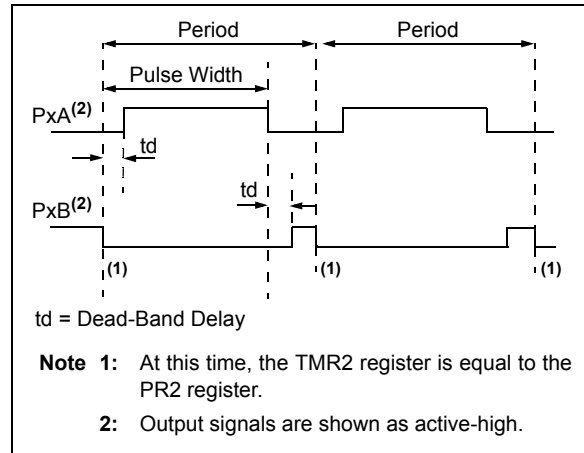 Period Period
Pulse Width
PxA(2)
td
td
PxB(2)
(1) (1) (1)
td = Dead-Band Delay
Note 1: At this time, the TMR2 register is equal to the
PR2 register.
2: Output signals are shown as active-high.